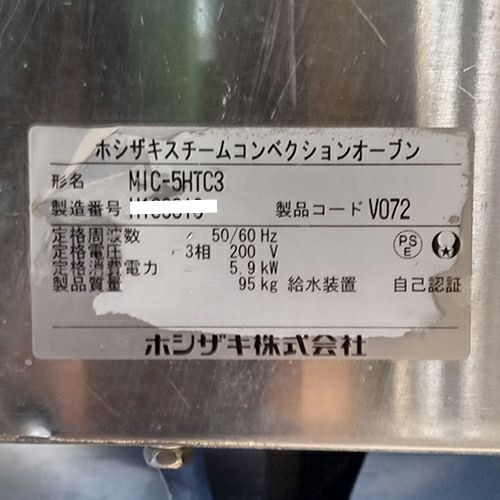 ホシザキスチームコンベクションオーブン
形名 MIC-5HTC3
製造番号 製品コード V072
定格周波数 50/60 Hz
定格電圧 3相 200 V
定格消費電力 5.9 kW
製品質量 95 kg 給水装置 自己認証
PS E
ホシザキ株式会社